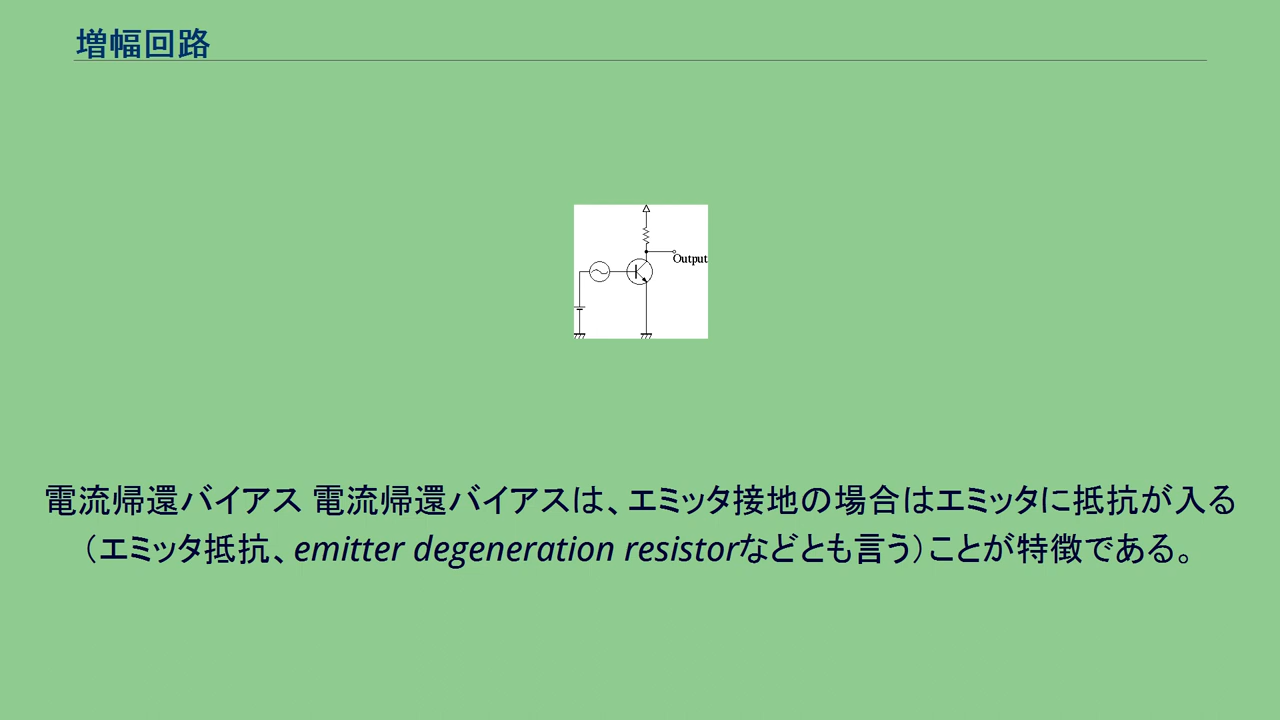 増幅回路
Output
電流帰還バイアス 電流帰還バイアスは、エミッタ接地の場合はエミッタに抵抗が入る
（エミッタ抵抗、emitter degeneration resistorなどとも言う）ことが特徴である。